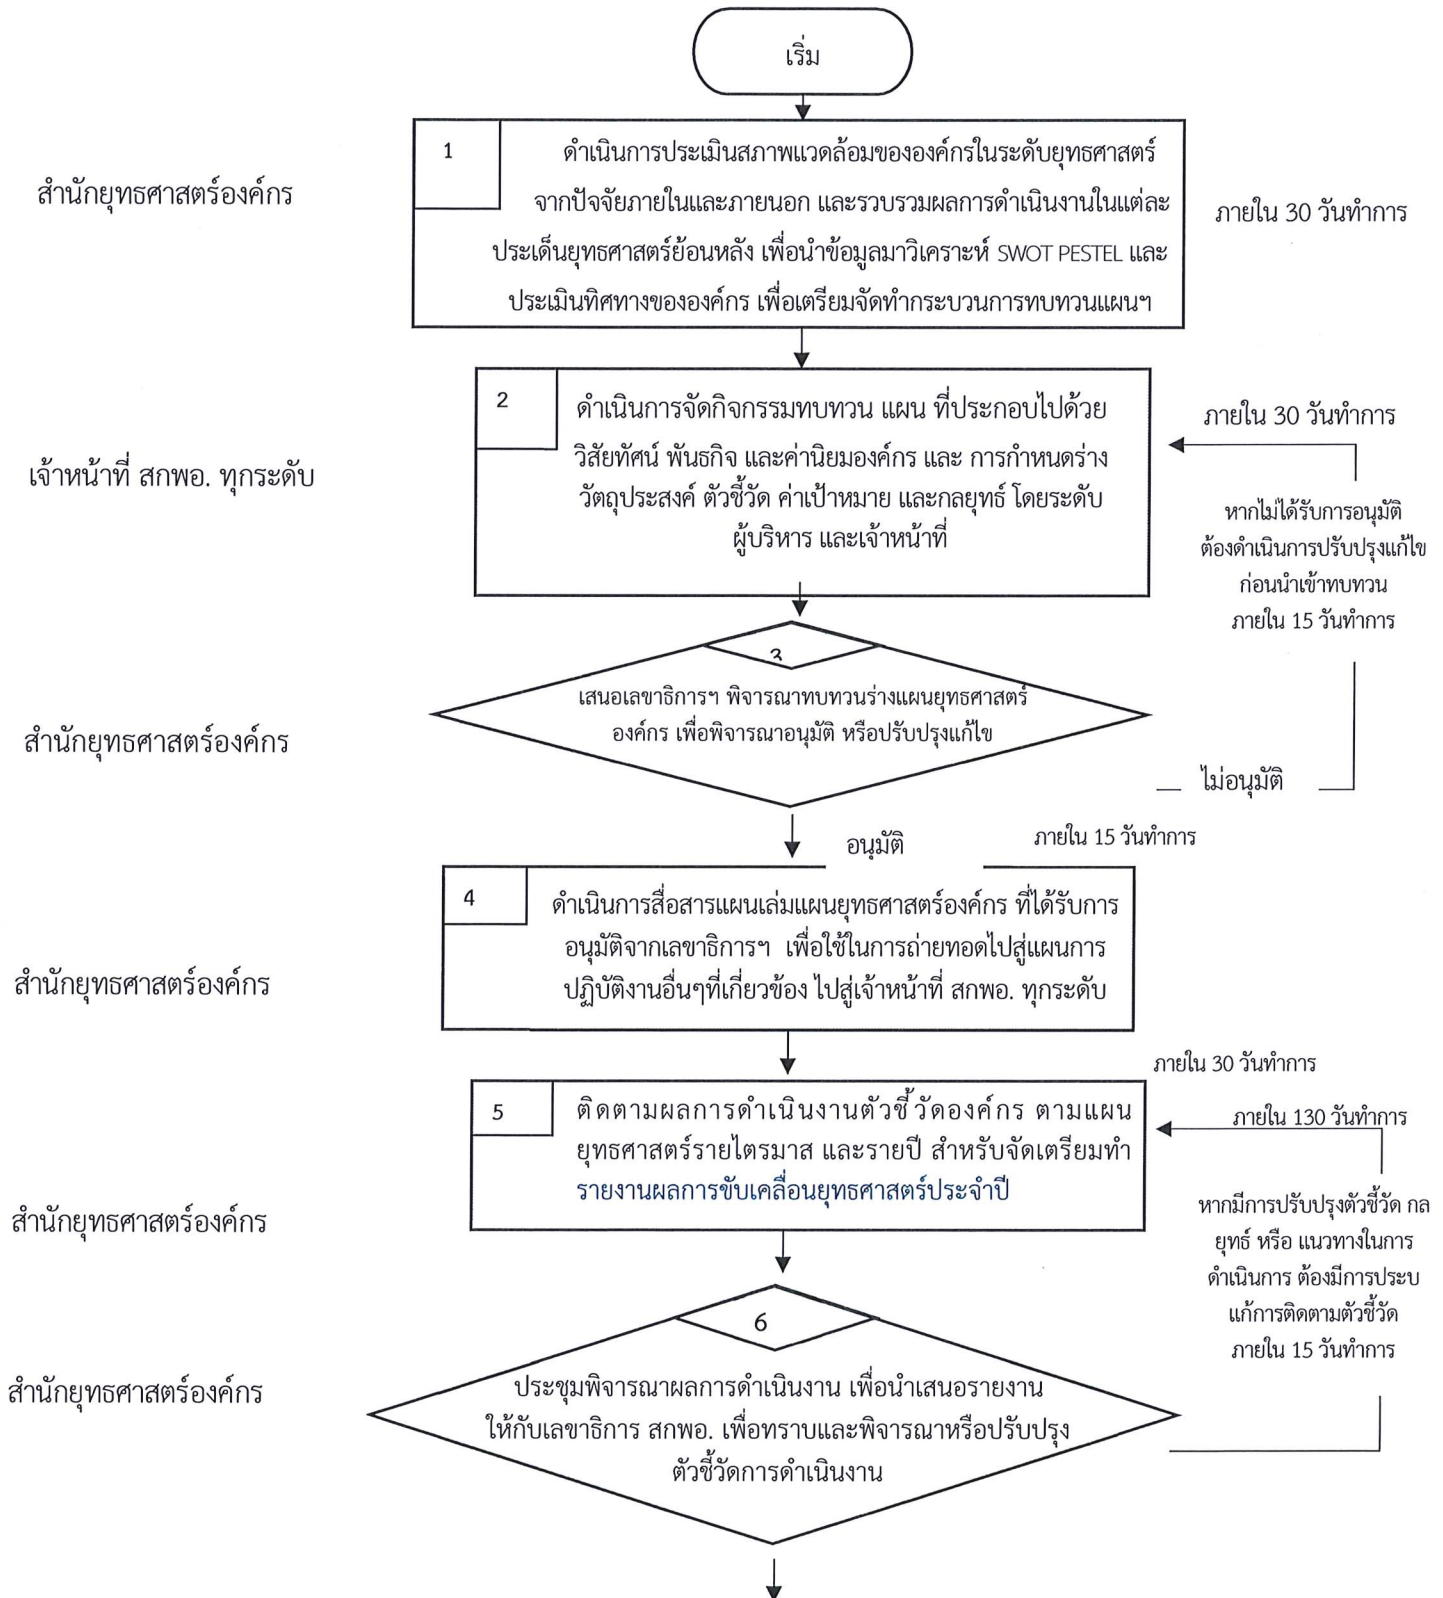 เริ่ม
สำนักยุทธศาสตร์องค์กร
1
ดำเนินการประเมินสภาพแวดล้อมขององค์กรในระดับยุทธศาสตร์
จากปัจจัยภายในและภายนอก และรวบรวมผลการดำเนินงานในแต่ละ
ประเด็นยุทธศาสตร์ย้อนหลัง เพื่อนำข้อมูลมาวิเคราะห์ SWOT PESTEL และ
ประเมินทิศทางขององค์กร เพื่อเตรียมจัดทำกระบวนการทบทวนแผนฯ
ภายใน 30 วันทำการ
เจ้าหน้าที่ สกพอ. ทุกระดับ
2
ดำเนินการจัดกิจกรรมทบทวน แผน ที่ประกอบไปด้วย
วิสัยทัศน์ พันธกิจ และค่านิยมองค์กร และ การกำหนดร่าง
วัตถุประสงค์ ตัวชี้วัด ค่าเป้าหมาย และกลยุทธ์ โดยระดับ
ผู้บริหาร และเจ้าหน้าที่
ภายใน 30 วันทำการ
หากไม่ได้รับการอนุมัติ
ต้องดำเนินการปรับปรุงแก้ไข
ก่อนนำเข้าทบทวน
ภายใน 15 วันทำการ
สำนักยุทธศาสตร์องค์กร
3
เสนอเลขาธิการฯ พิจารณาทบทวนร่างแผนยุทธศาสตร์
องค์กร เพื่อพิจารณาอนุมัติ หรือปรับปรุงแก้ไข
ไม่อนุมัติ
อนุมัติ
ภายใน 15 วันทำการ
สำนักยุทธศาสตร์องค์กร
4
ดำเนินการสื่อสารแผนเล่มแผนยุทธศาสตร์องค์กร ที่ได้รับการ
อนุมัติจากเลขาธิการฯ เพื่อใช้ในการถ่ายทอดไปสู่แผนการ
ปฏิบัติงานอื่นๆที่เกี่ยวข้อง ไปสู่เจ้าหน้าที่ สกพอ. ทุกระดับ
ภายใน 30 วันทำการ
สำนักยุทธศาสตร์องค์กร
5
ติดตามผลการดำเนินงานตัวชี้วัดองค์กร ตามแผน
ยุทธศาสตร์รายไตรมาส และรายปี สำหรับจัดเตรียมทำ
รายงานผลการขับเคลื่อนยุทธศาสตร์ประจำปี
ภายใน 130 วันทำการ
หากมีการปรับปรุงตัวชี้วัด กล
ยุทธ์ หรือ แนวทางในการ
ดำเนินการ ต้องมีการประบ
แก้การติดตามตัวชี้วัด
ภายใน 15 วันทำการ
สำนักยุทธศาสตร์องค์กร
6
ประชุมพิจารณาผลการดำเนินงาน เพื่อนำเสนอรายงาน
ให้กับเลขาธิการ สกพอ. เพื่อทราบและพิจารณาหรือปรับปรุง
ตัวชี้วัดการดำเนินงาน